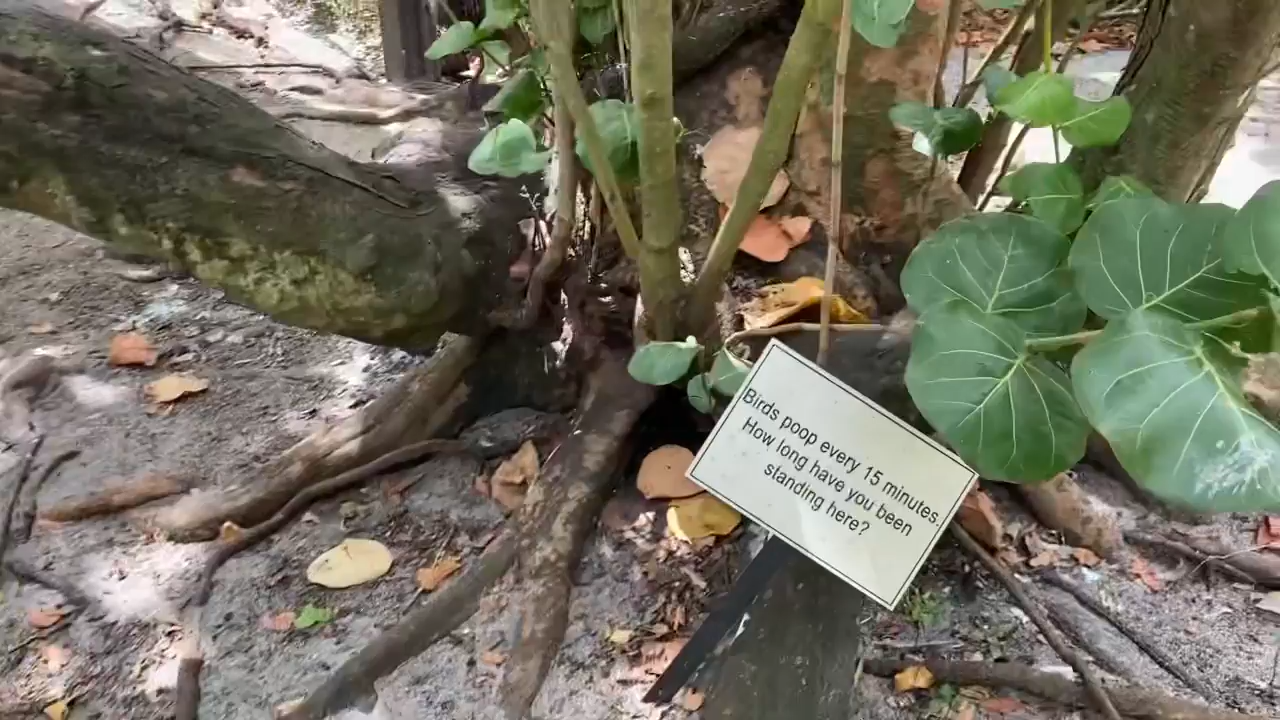 Birds poop every 15 minutes.
How long have you been
standing here?